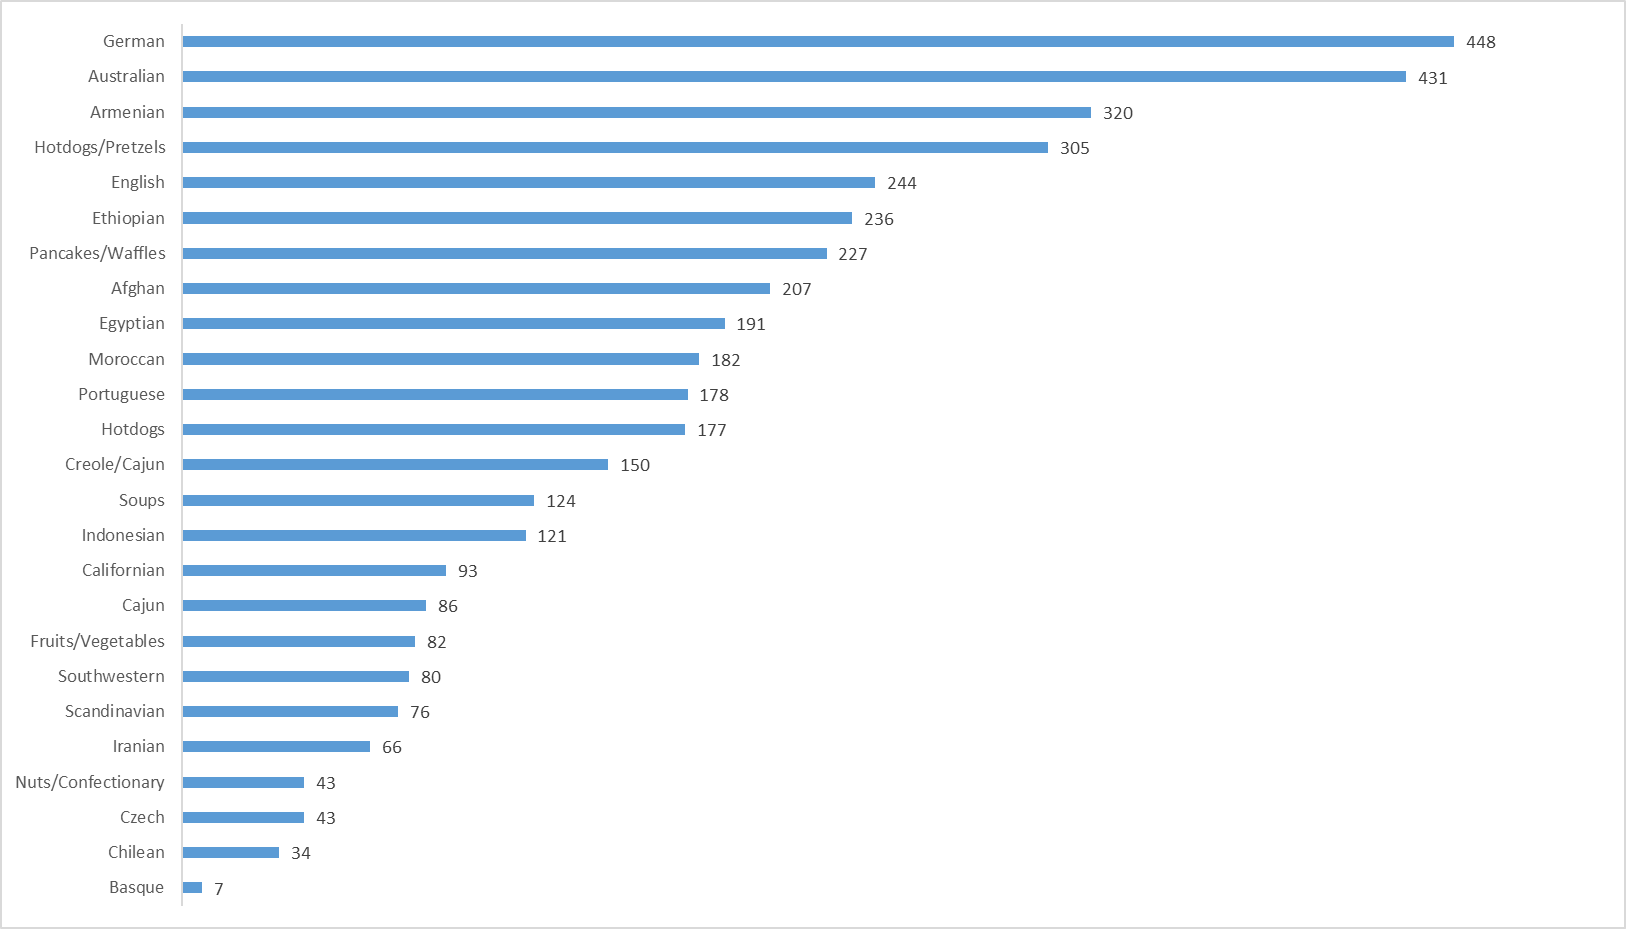 German 448
Australian 431
Armenian 320
Hotdogs/Pretzels 305
English 244
Ethiopian 236
Pancakes/Waffles 227
Afghan 207
Egyptian 191
Moroccan 182
Portuguese 178
Hotdogs 177
Creole/Cajun 150
Soups 124
Indonesian 121
Californian 93
Cajun 86
Fruits/Vegetables 82
Southwestern 80
Scandinavian 76
Iranian 66
Nuts/Confectionary 43
Czech 43
Chilean 34
Basque 7